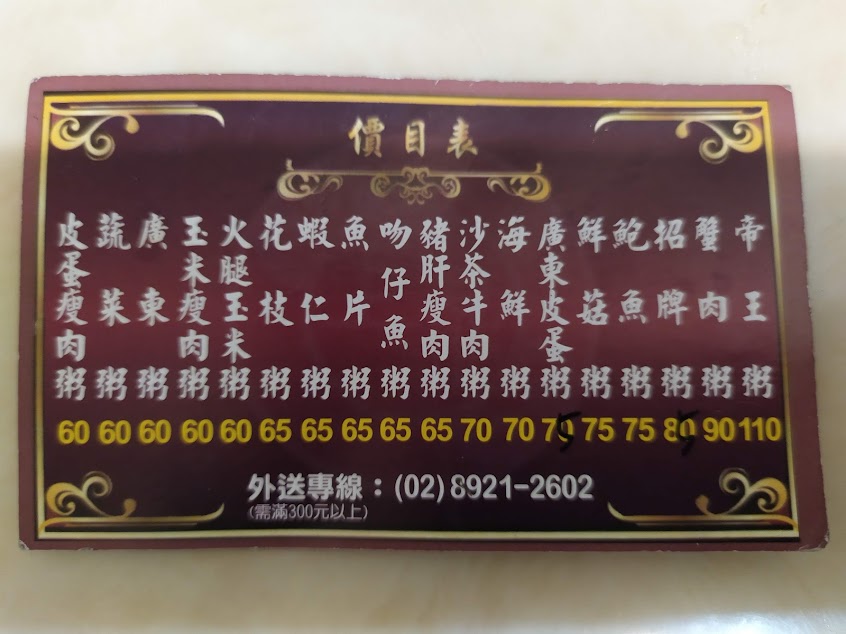 價目表
皮蛋瘦肉粥 60
蔬菜粥 60
廣東粥 60
玉米瘦肉粥 60
火腿玉米粥 60
花枝粥 65
蝦仁粥 65
魚片粥 65
吻仔魚粥 65
豬肝瘦肉粥 65
沙茶牛肉粥 70
海鮮粥 70
廣東皮蛋粥 75
鮮菇粥 75
鮑魚粥 75
招牌粥 85
蟹肉粥 90
帝王粥 110
外送專線：(02) 8921-2602
(需滿300元以上)